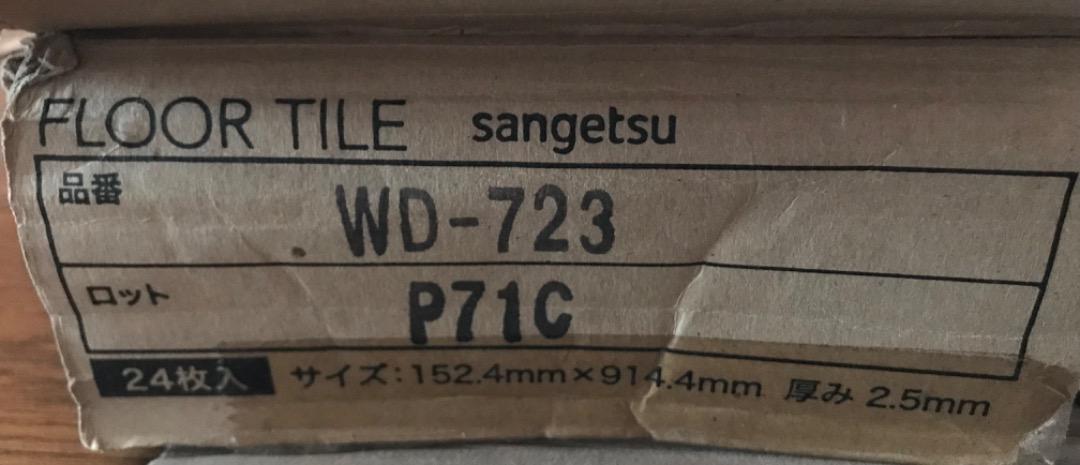 FLOOR TILE sangetsu
品番 WD-723
ロット P71C
24枚入 サイズ:152.4mm×914.4mm 厚み 2.5mm